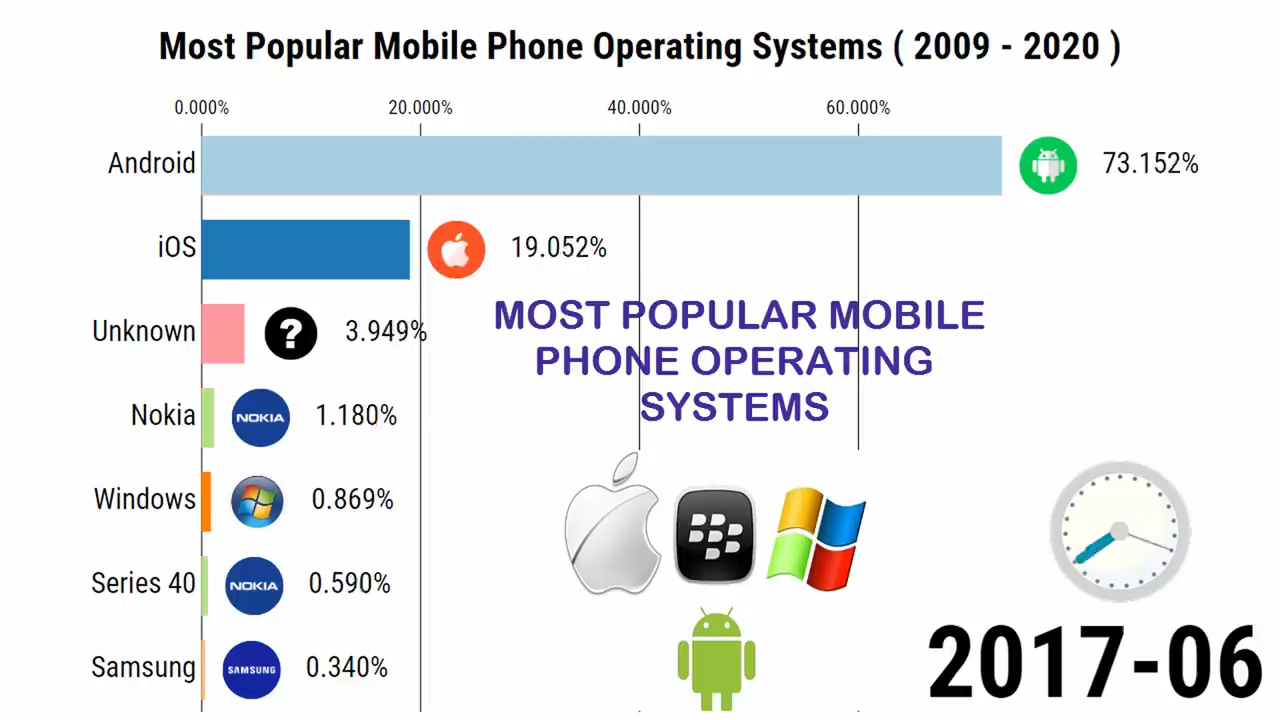 Most Popular Mobile Phone Operating Systems ( 2009 - 2020 )
0.000% 20.000% 40.000% 60.000%
Android 73.152%
iOS 19.052%
Unknown ? 3.949%
MOST POPULAR MOBILE
PHONE OPERATING
SYSTEMS
Nokia NOKIA 1.180%
Windows 0.869%
Series 40 NOKIA 0.590%
Samsung SAMSUNG 0.340%
2017-06